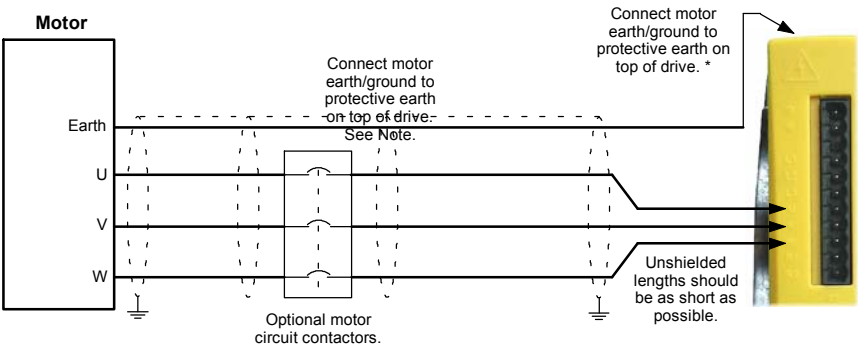 Motor
Connect motor
earth/ground to
protective earth on
top of drive. *
Connect motor
earth/ground to
protective earth
on top of drive.
See Note.
Earth
U
V
W
Unshielded
lengths should
be as short as
possible.
Optional motor
circuit contactors.